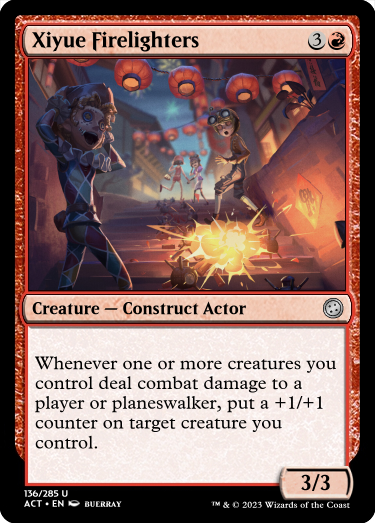 Xiyue Firelighters 3
Creature — Construct Actor
Whenever one or more creatures you
control deal combat damage to a
player or planeswalker, put a +1/+1
counter on target creature you
control.
3/3
136/285 U
ACT • EN BUERRAY
™ & © 2023 Wizards of the Coast